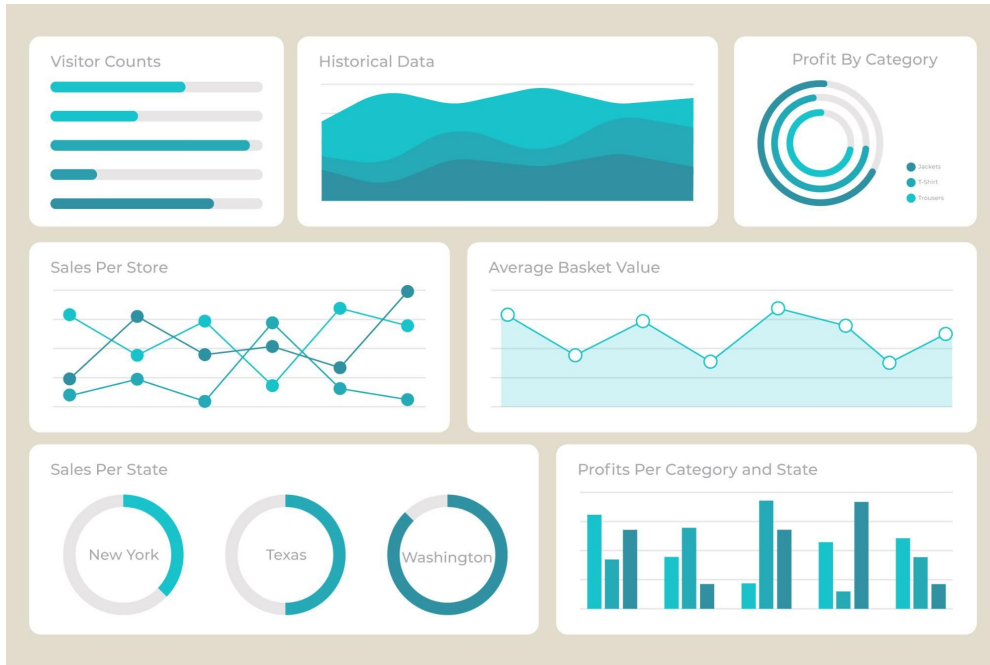 Visitor Counts
Historical Data
Profit By Category
Jackets
T-Shirt
Trousers
Sales Per Store
Average Basket Value
Sales Per State
New York
Texas
Washington
Profits Per Category and State